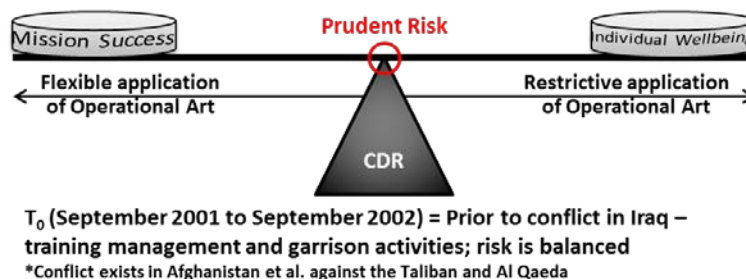 Mission Success
Prudent Risk
Individual Wellbeing
Flexible application
of Operational Art
Restrictive application
of Operational Art
CDR
T0 (September 2001 to September 2002) = Prior to conflict in Iraq –
training management and garrison activities; risk is balanced
*Conflict exists in Afghanistan et al. against the Taliban and Al Qaeda